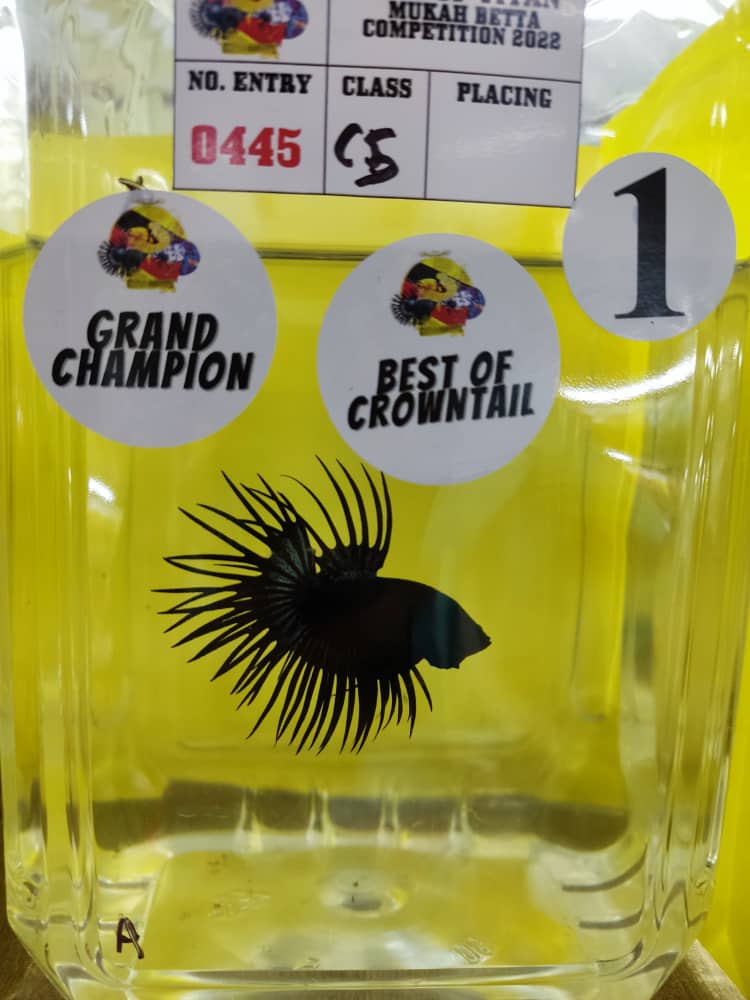 MUKAH BETTA
COMPETITION 2022
NO. ENTRY CLASS PLACING
0445 C5
1
GRAND
CHAMPION
BEST OF
CROWNTAIL
A